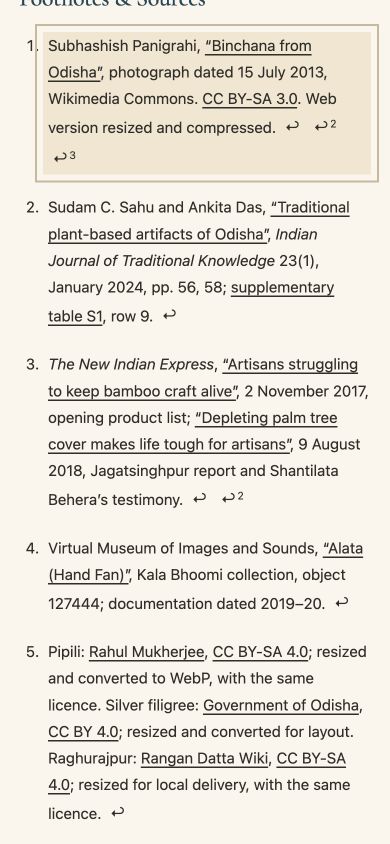 Footnotes & Sources
1. Subhashish Panigrahi, “Binchana from
Odisha”, photograph dated 15 July 2013,
Wikimedia Commons. CC BY-SA 3.0. Web
version resized and compressed. ↩ ↩2
↩3
2. Sudam C. Sahu and Ankita Das, “Traditional
plant-based artifacts of Odisha”, Indian
Journal of Traditional Knowledge 23(1),
January 2024, pp. 56, 58; supplementary
table S1, row 9. ↩
3. The New Indian Express, “Artisans struggling
to keep bamboo craft alive”, 2 November 2017,
opening product list; “Depleting palm tree
cover makes life tough for artisans”, 9 August
2018, Jagatsinghpur report and Shantilata
Behera’s testimony. ↩ ↩2
4. Virtual Museum of Images and Sounds, “Alata
(Hand Fan)”, Kala Bhoomi collection, object
127444; documentation dated 2019–20. ↩
5. Pipili: Rahul Mukherjee, CC BY-SA 4.0; resized
and converted to WebP, with the same
licence. Silver filigree: Government of Odisha,
CC BY 4.0; resized and converted for layout.
Raghurajpur: Rangan Datta Wiki, CC BY-SA
4.0; resized for local delivery, with the same
licence. ↩